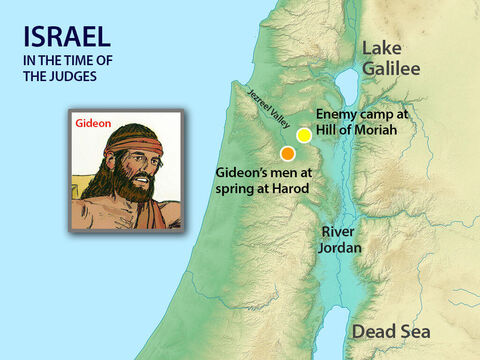 ISRAEL
IN THE TIME OF
THE JUDGES
Gideon
Lake
Galilee
Jezreel Valley
Enemy camp at
Hill of Moriah
Gideon's men at
spring at Harod
River
Jordan
Dead Sea